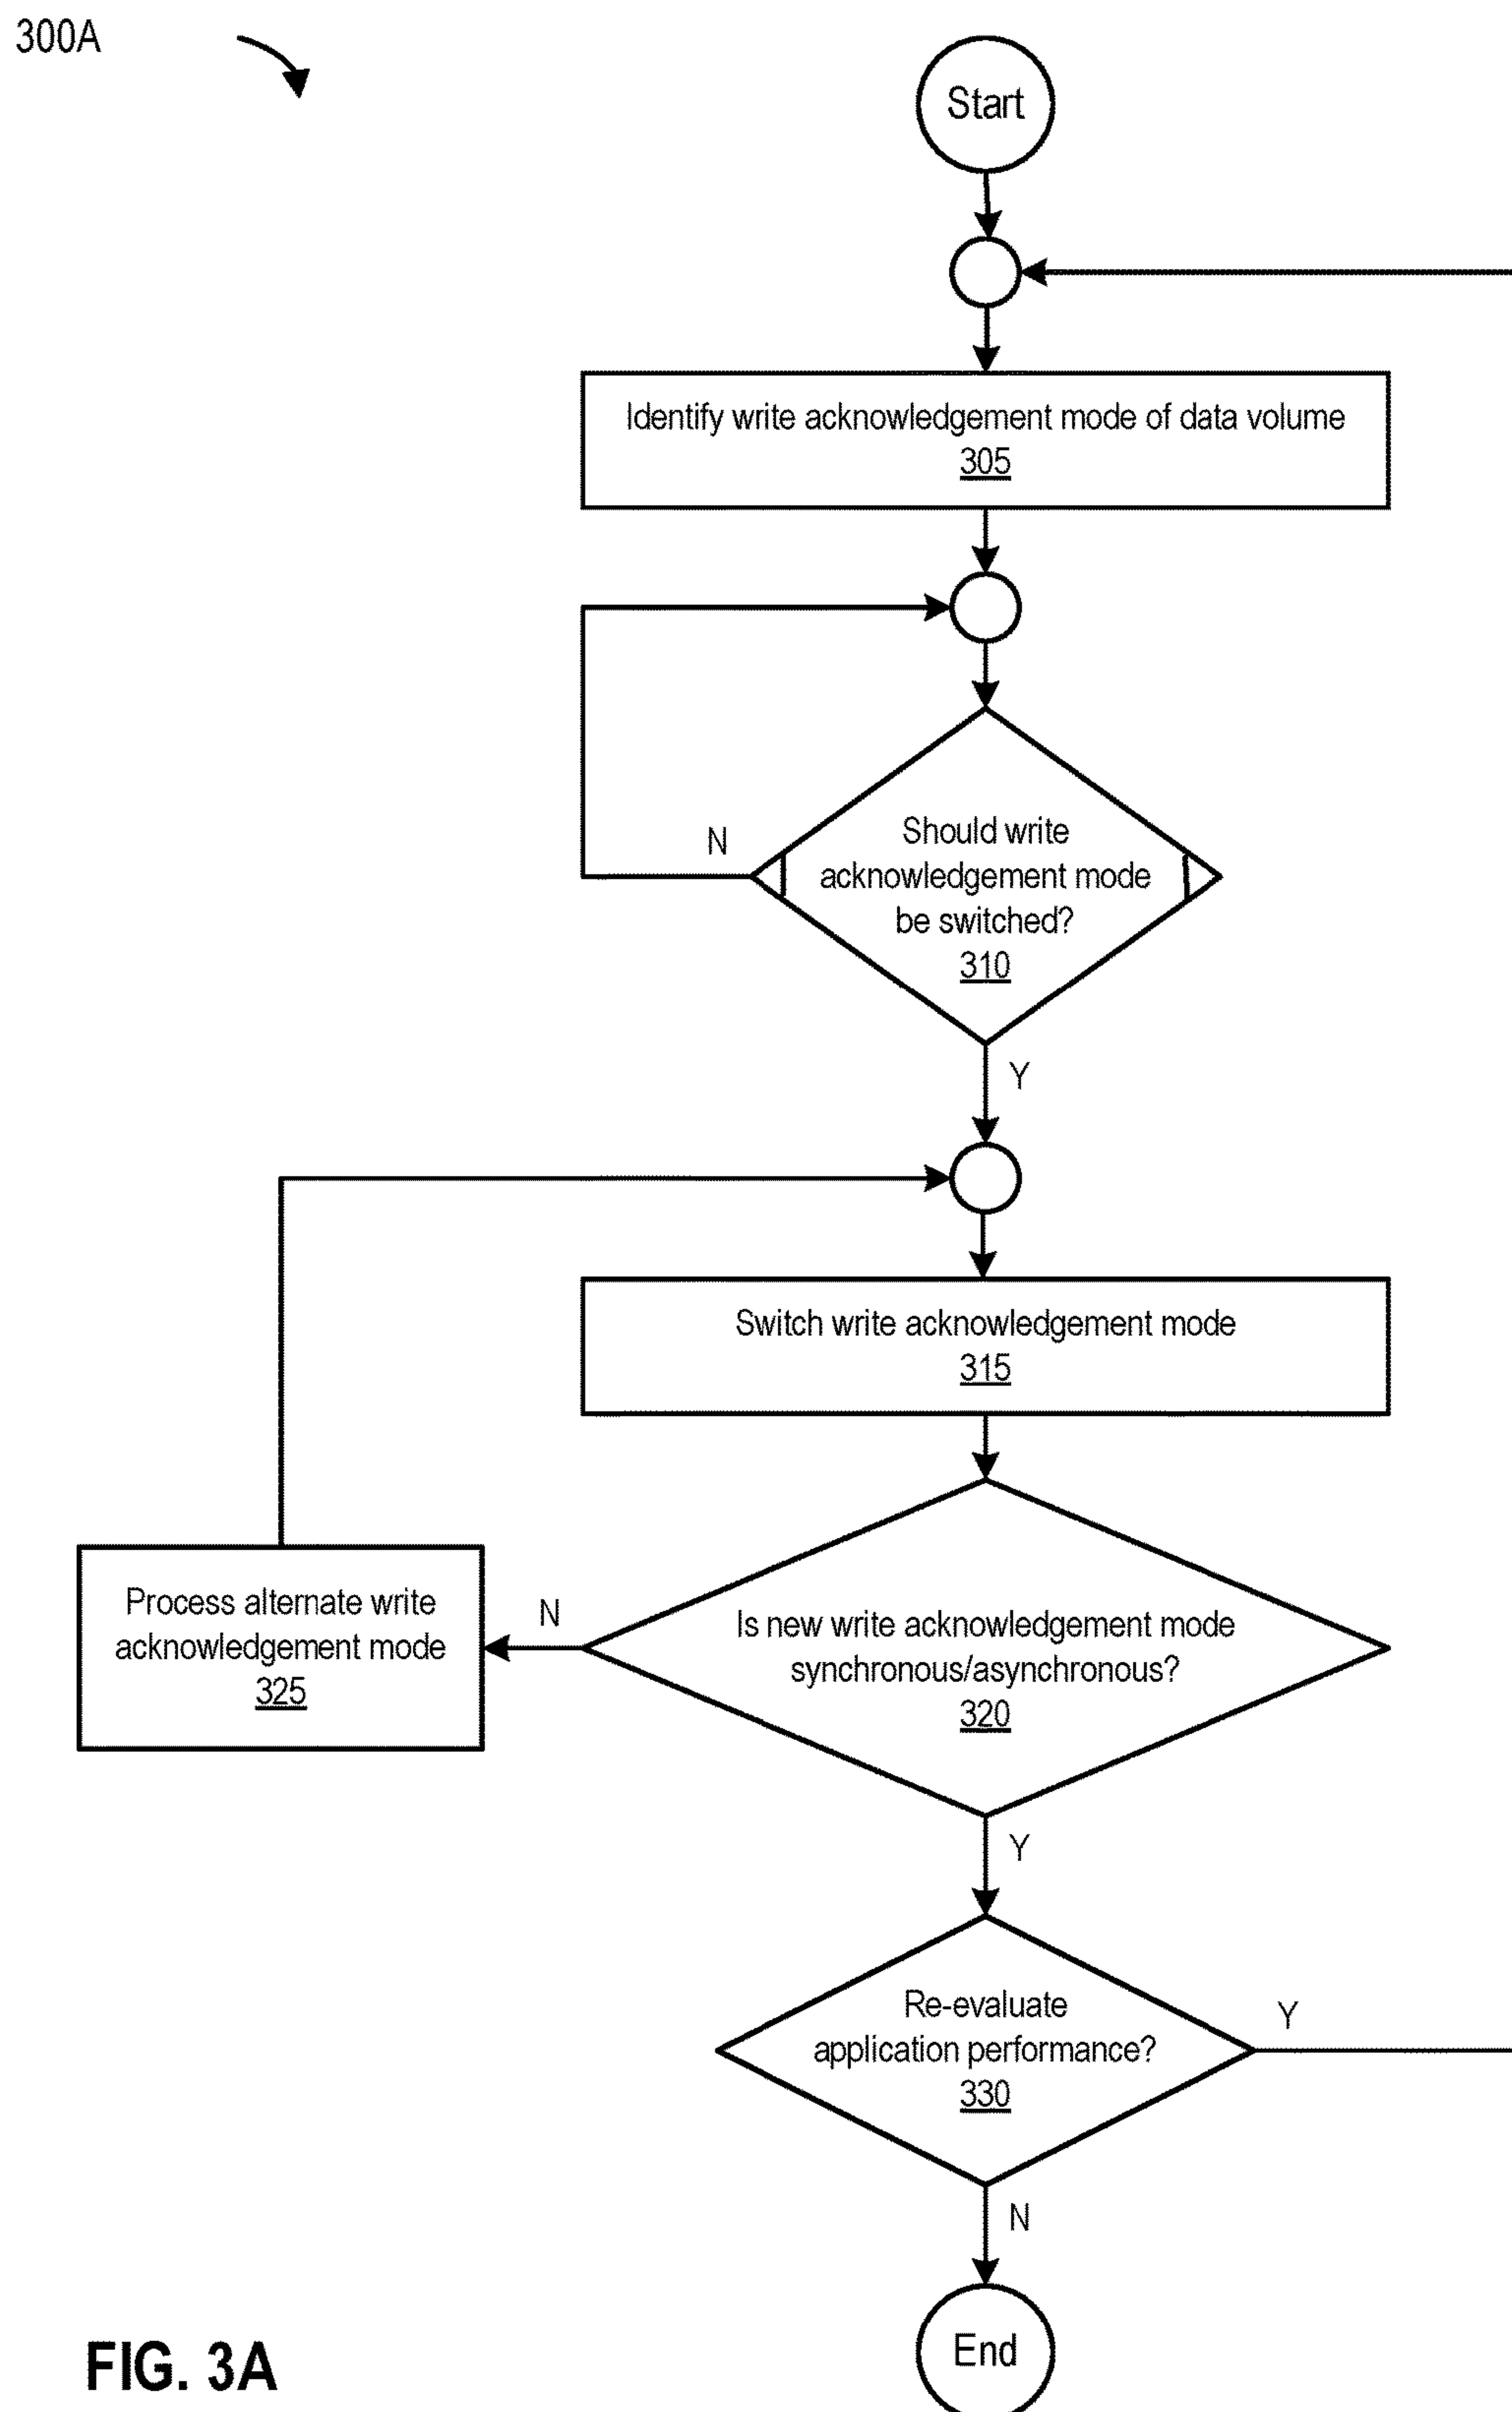 300A
Start
Identify write acknowledgement mode of data volume
305
N
Should write
acknowledgement mode
be switched?
310
Y
Switch write acknowledgement mode
315
Process alternate write
acknowledgement mode
325
N
Is new write acknowledgement mode
synchronous/asynchronous?
320
Y
Re-evaluate
application performance?
330
Y
N
End
FIG. 3A